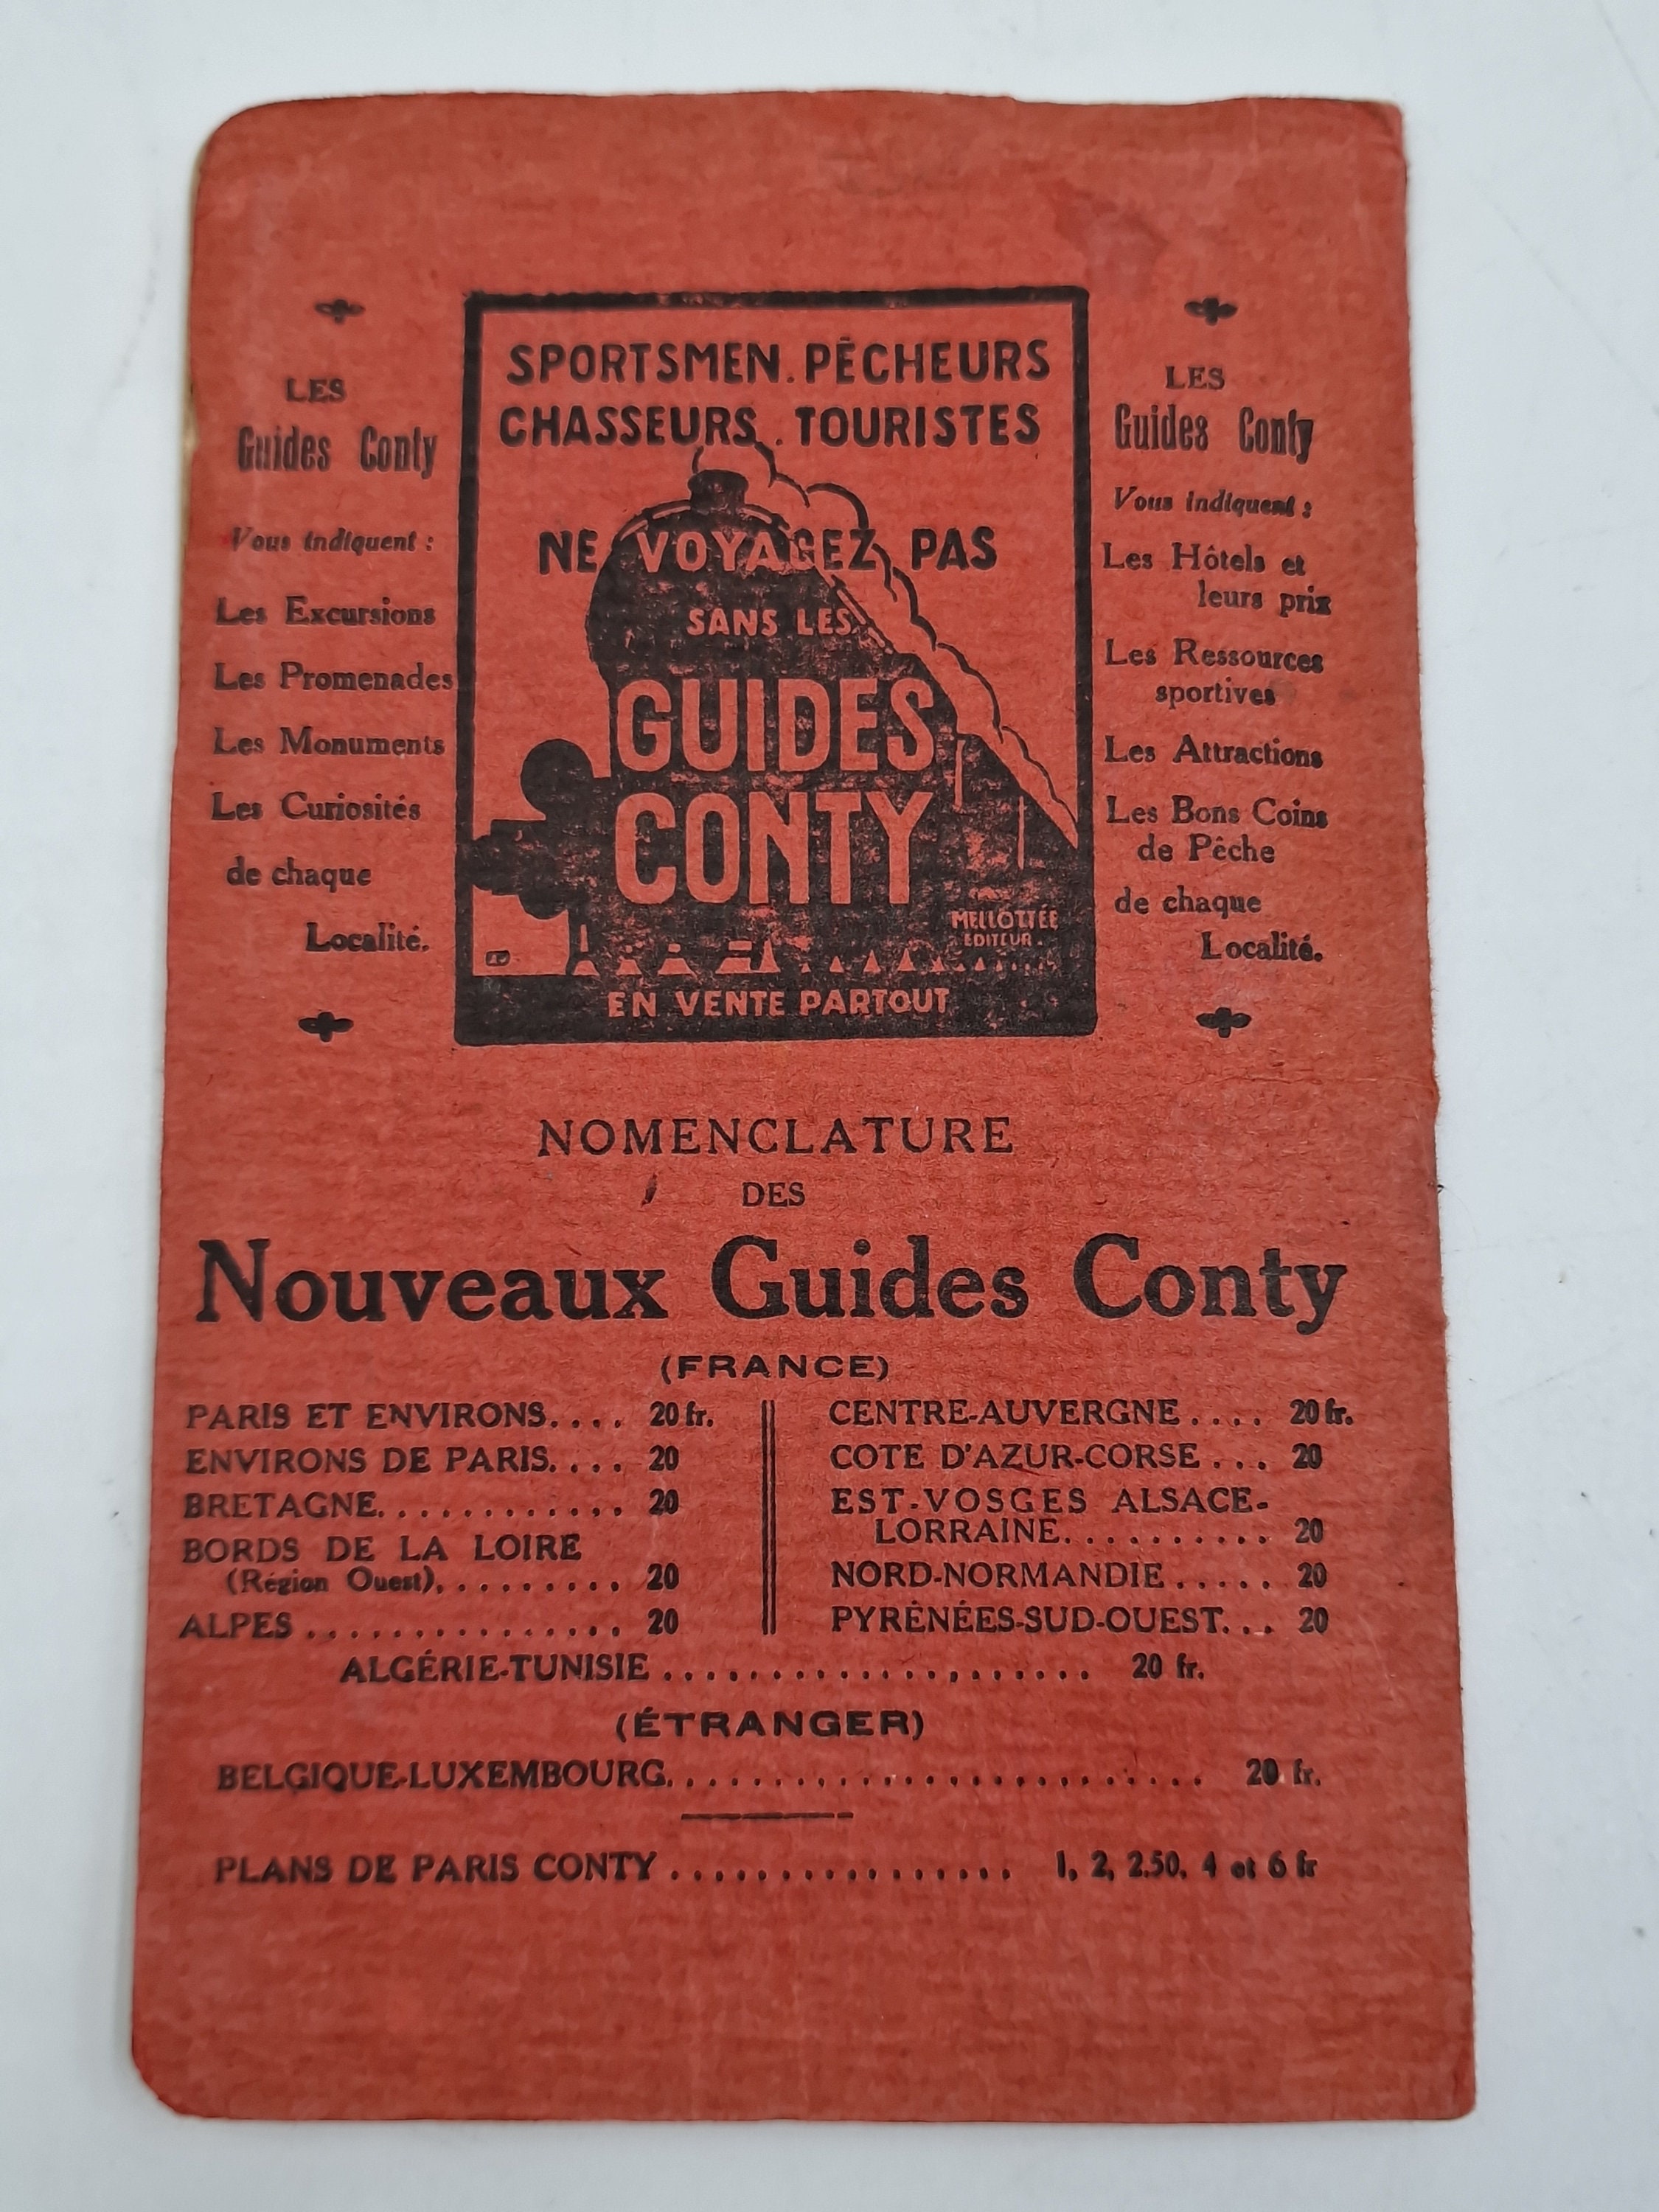 LES
Guides Conty
Vous indiquent :
Les Excursions
Les Promenades
Les Monuments
Les Curiosités
de chaque
Localité.
SPORTSMEN. PÊCHEURS
CHASSEURS. TOURISTES
NE VOYAGEZ PAS
SANS LES
GUIDES
CONTY
MELLOTTÉE
EDITEUR.
EN VENTE PARTOUT
LES
Guides Conty
Vous indiquent :
Les Hôtels et
leurs prix
Les Ressources
sportives
Les Attractions
Les Bons Coins
de Pêche
de chaque
Localité.
NOMENCLATURE
DES
Nouveaux Guides Conty
(FRANCE)
PARIS ET ENVIRONS.... 20 fr.
ENVIRONS DE PARIS.... 20
BRETAGNE............ 20
BORDS DE LA LOIRE
(Région Ouest).......... 20
ALPES ............... 20
CENTRE-AUVERGNE.... 20 fr.
COTE D'AZUR-CORSE ... 20
EST-VOSGES ALSACE-
LORRAINE.......... 20
NORD-NORMANDIE..... 20
PYRÉNÉES-SUD-OUEST... 20
ALGÉRIE-TUNISIE ..................... 20 fr.
(ÉTRANGER)
BELGIQUE-LUXEMBOURG.......................... 20 fr.
PLANS DE PARIS CONTY ................. 1, 2, 2.50, 4 et 6 fr